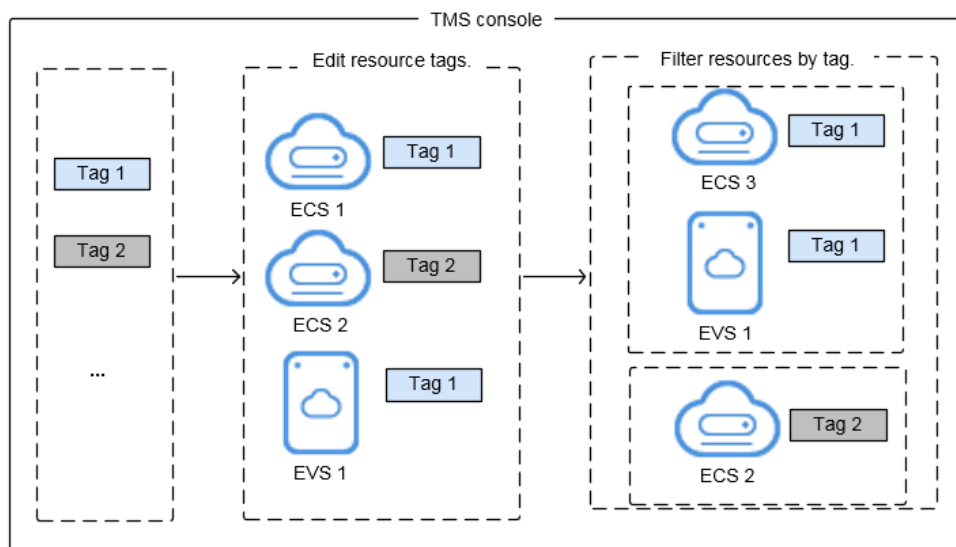 TMS console
Tag 1
Tag 2
...
Edit resource tags.
Tag 1
ECS 1
Tag 2
ECS 2
Tag 1
EVS 1
Filter resources by tag.
Tag 1
ECS 3
Tag 1
EVS 1
Tag 2
ECS 2